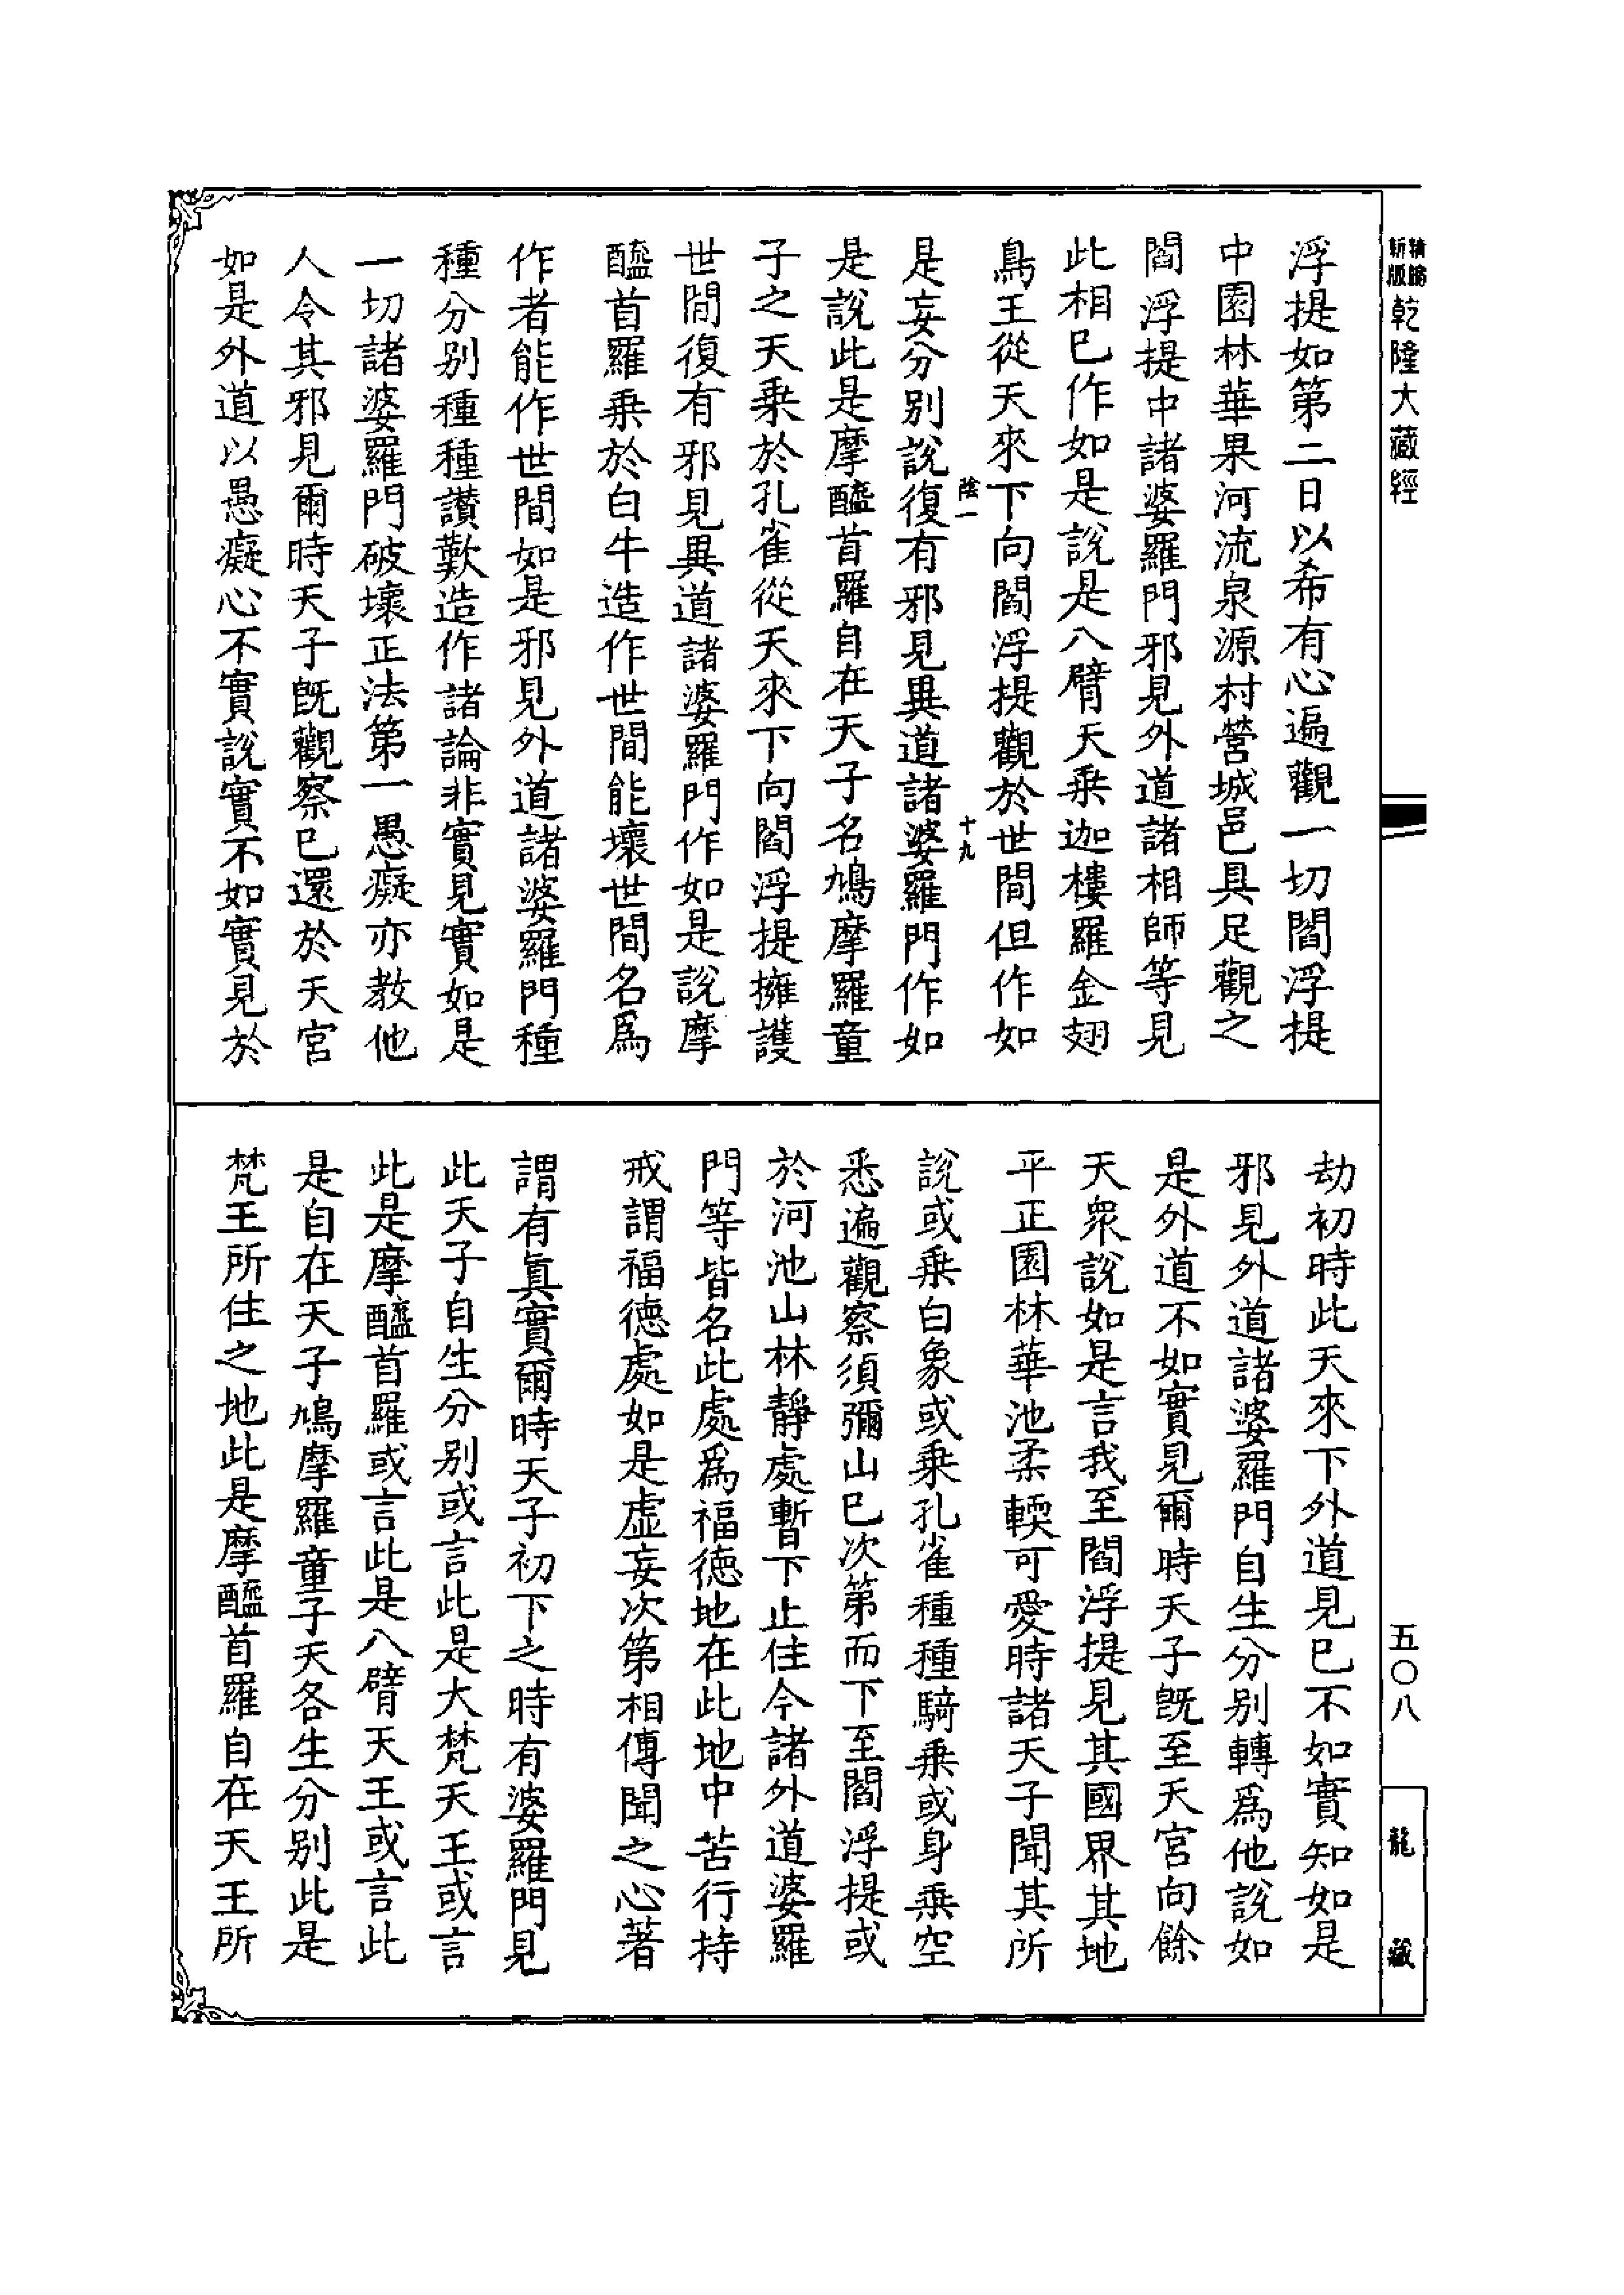 精縮
新版
乾隆大藏經
五〇八
龍藏
浮提如第二日以希有心遍觀一切閻浮提
中園林華果河流泉源村營城邑具足觀之
閻浮提中諸婆羅門邪見外道諸相師等見
此相已作如是說是八臂天乘迦樓羅金翅
鳥王從天來下向閻浮提觀於世間但作如
陰一
十九
是妄分別說復有邪見異道諸婆羅門作如
是說此是摩醯首羅自在天子名鳩摩羅童
子之天乘於孔雀從天來下向閻浮提擁護
世間復有邪見異道諸婆羅門作如是說摩
醯首羅乘於白牛造作世間能壞世間名爲
作者能作世間如是邪見外道諸婆羅門種
種分別種種讚歎造作諸論非實見實如是
一切諸婆羅門破壞正法第一愚癡亦教他
人令其邪見爾時天子既觀察已還於天宮
如是外道以愚癡心不實說實不如實見於
劫初時此天來下外道見已不如實知如是
邪見外道諸婆羅門自生分別轉爲他說如
是外道不如實見爾時天子既至天宮向餘
天衆說如是言我至閻浮提見其國界其地
平正園林華池柔輭可愛時諸天子聞其所
說或乘白象或乘孔雀種種騎乘或身乘空
悉遍觀察須彌山已次第而下至閻浮提或
於河池山林靜處暫下止住今諸外道婆羅
門等皆名此處爲福德地在此地中苦行持
戒謂福德處如是虛妄次第相傳聞之心著
謂有眞實爾時天子初下之時有婆羅門見
此天子自生分別或言此是大梵天王或言
此是摩醯首羅或言此是八臂天王或言此
是自在天子鳩摩羅童子天各生分別此是
梵王所住之地此是摩醯首羅自在天王所